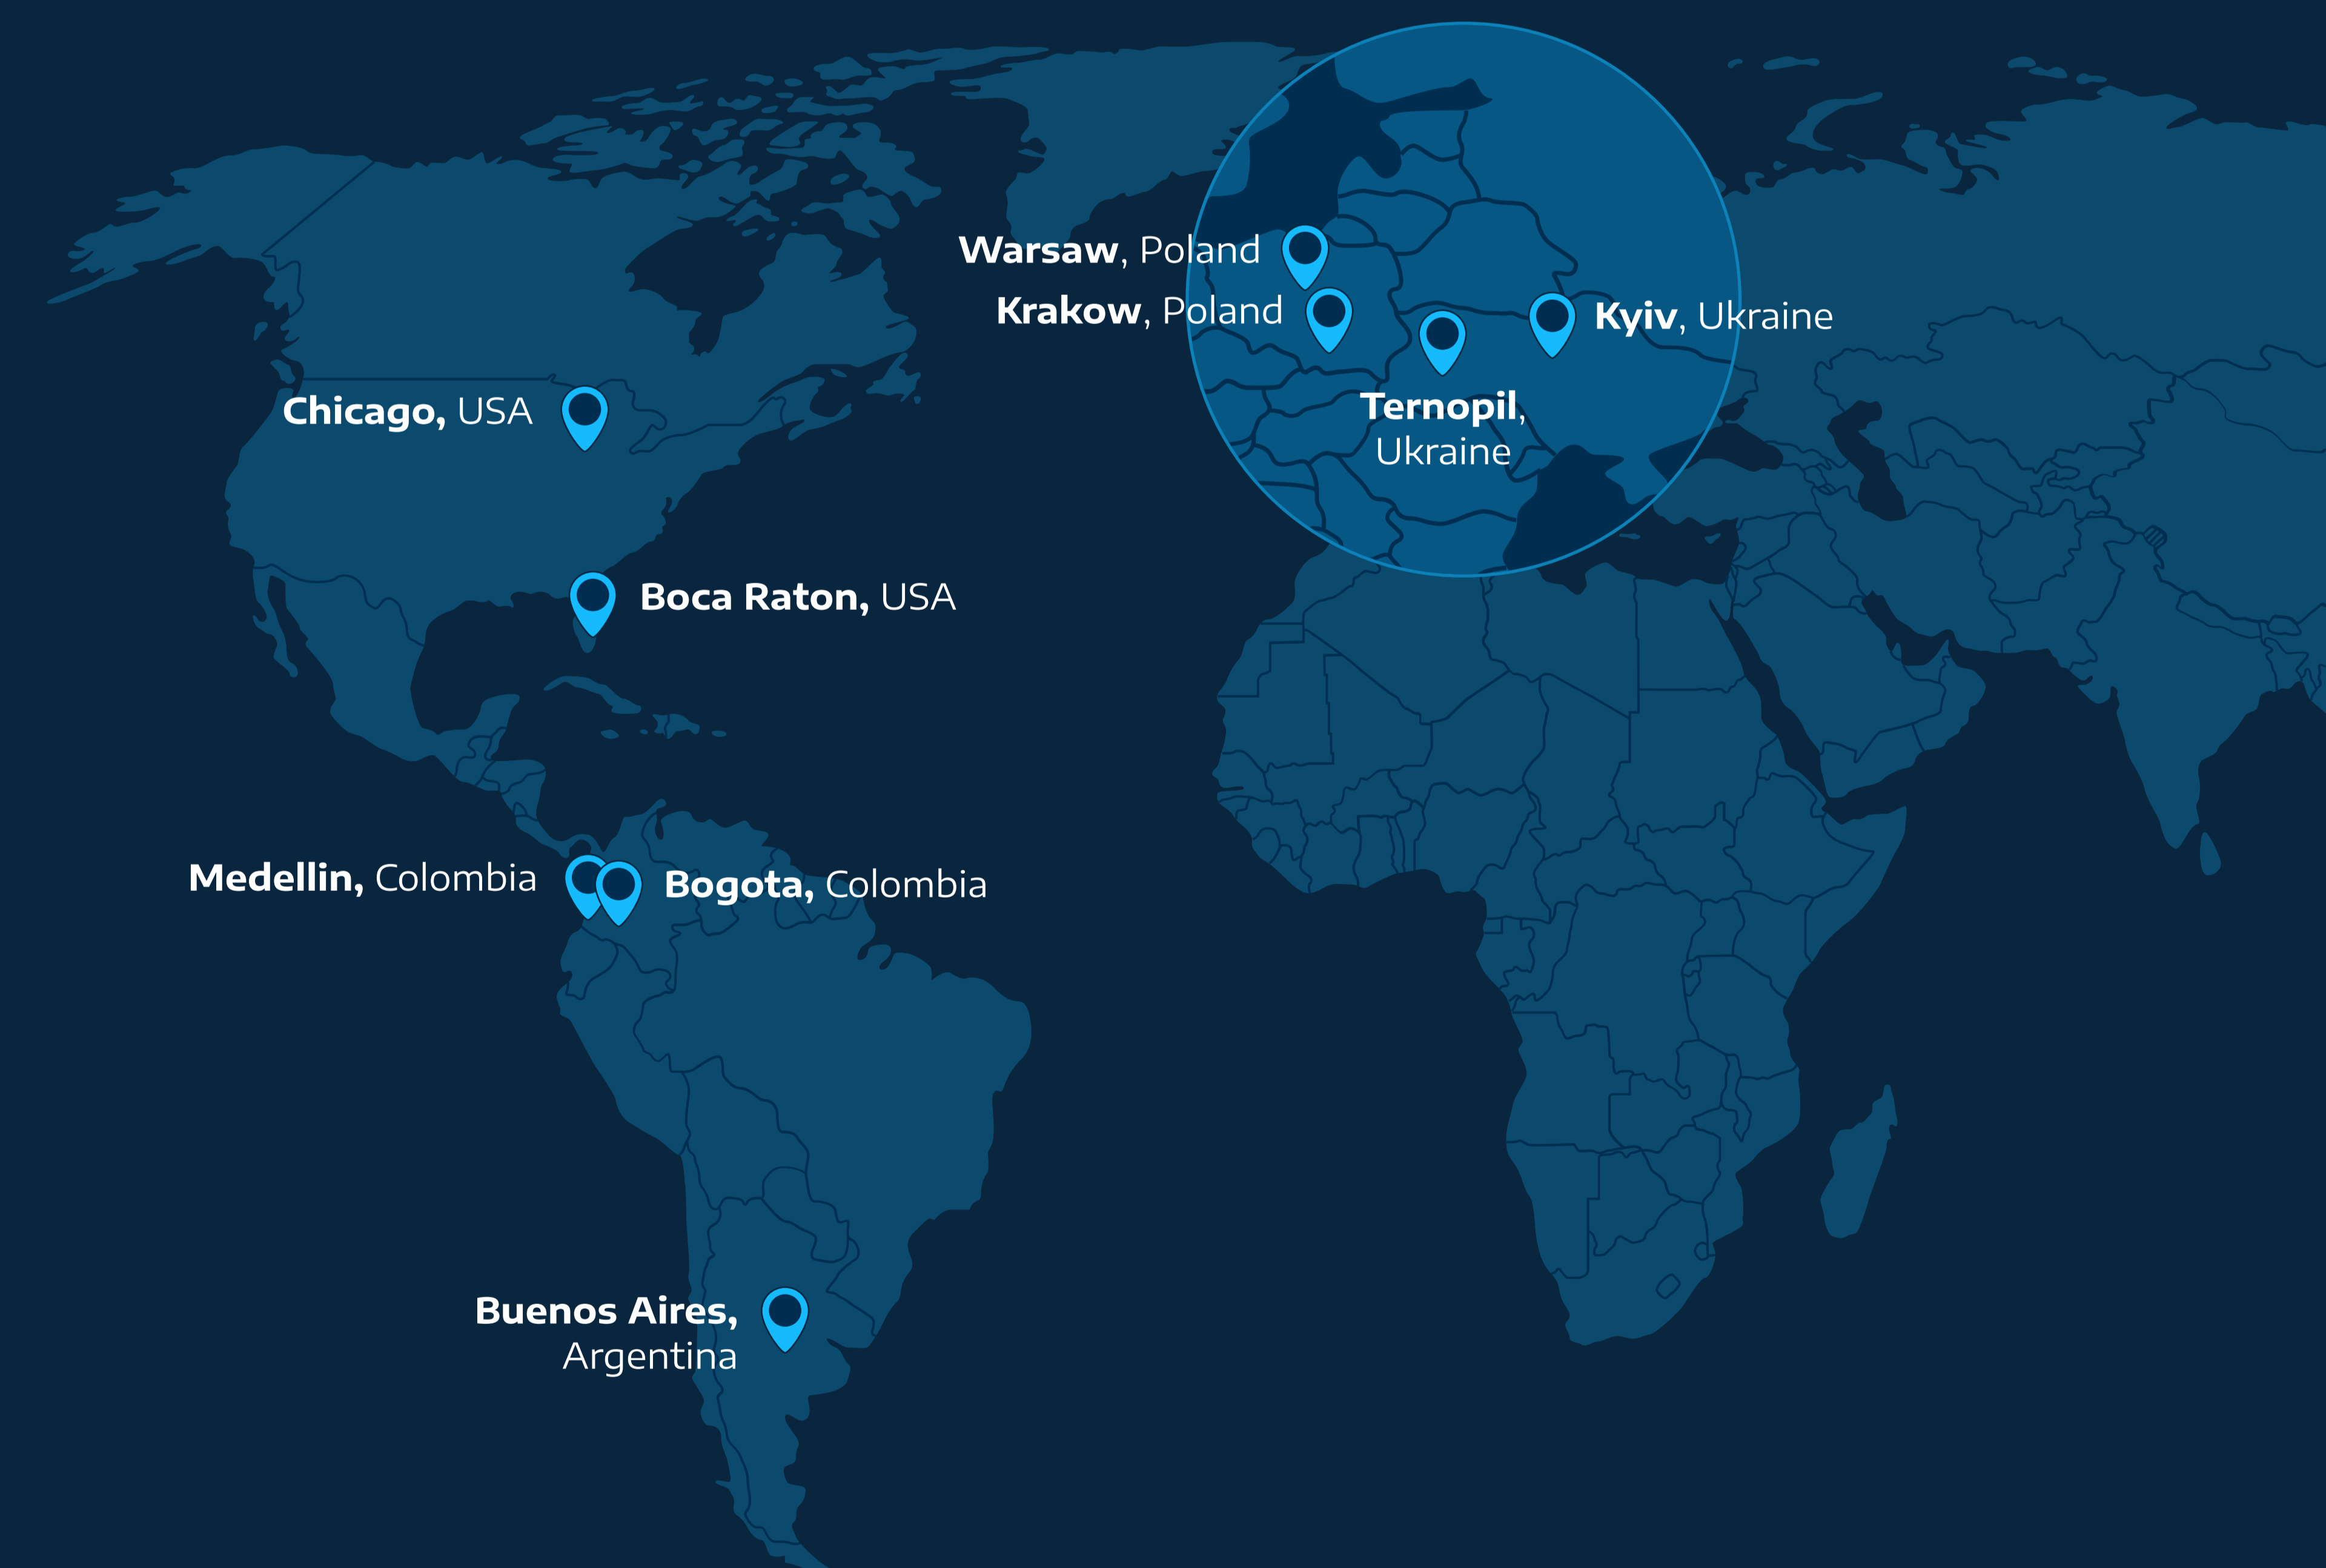 Warsaw, Poland
Krakow, Poland
Kyiv, Ukraine
Ternopil,
Ukraine
Chicago, USA
Boca Raton, USA
Medellin, Colombia
Bogota, Colombia
Buenos Aires,
Argentina